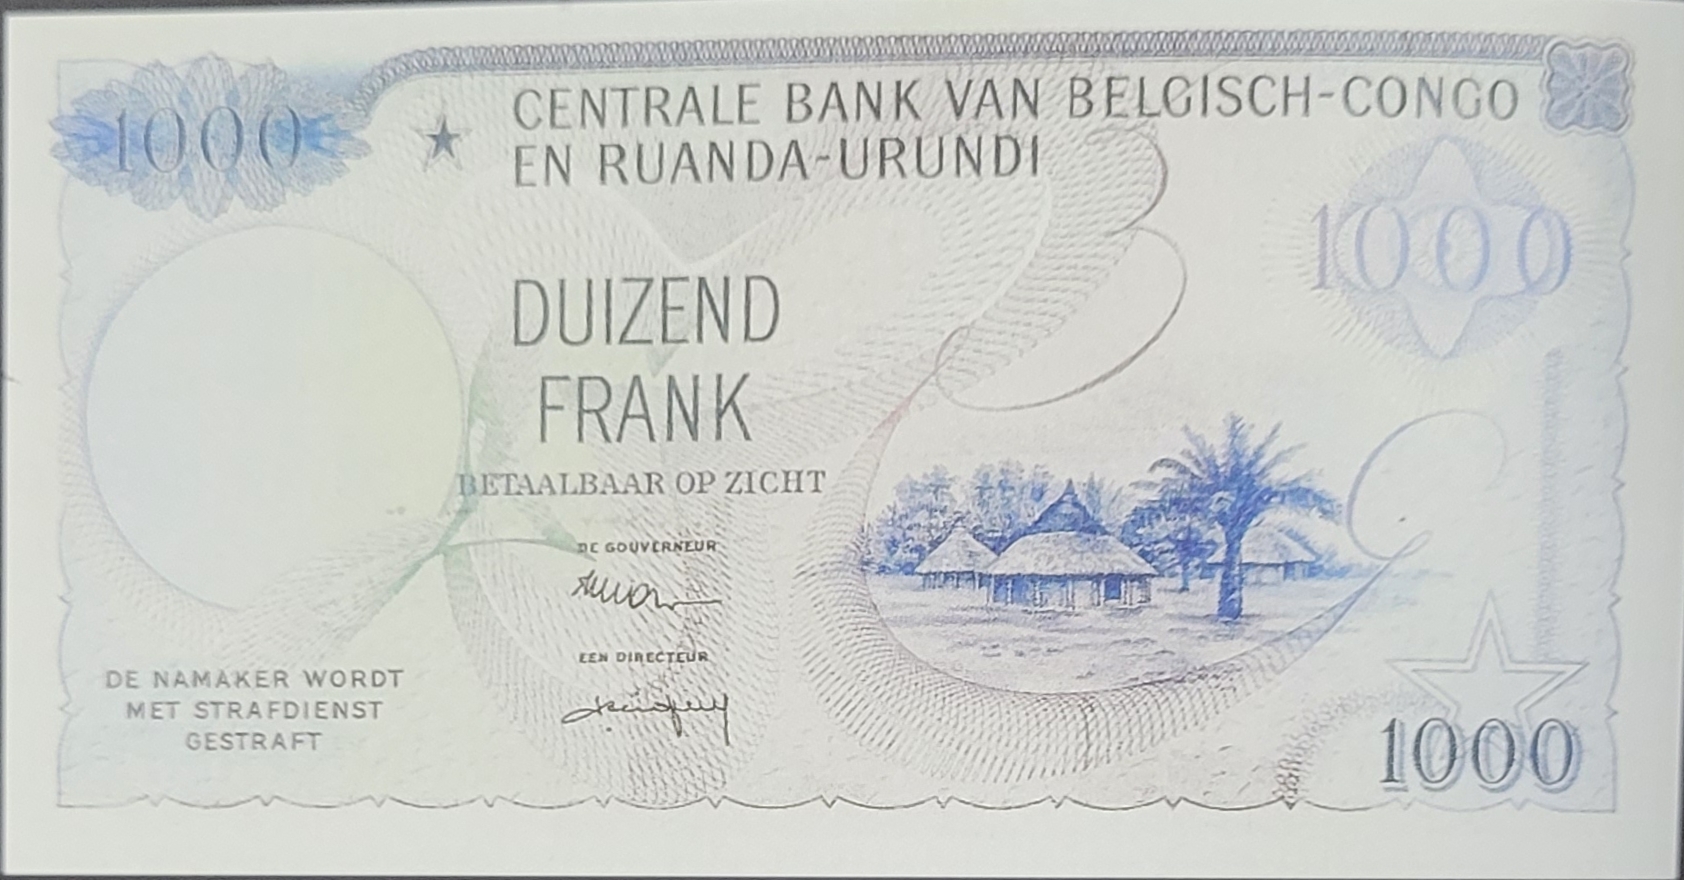 1000
CENTRALE BANK VAN BELGISCH-CONGO
EN RUANDA-URUNDI
1000
DUIZEND
FRANK
BETAALBAAR OP ZICHT
DE GOUVERNEUR
EEN DIRECTEUR
DE NAMAKER WORDT
MET STRAFDIENST
GESTRAFT
1000